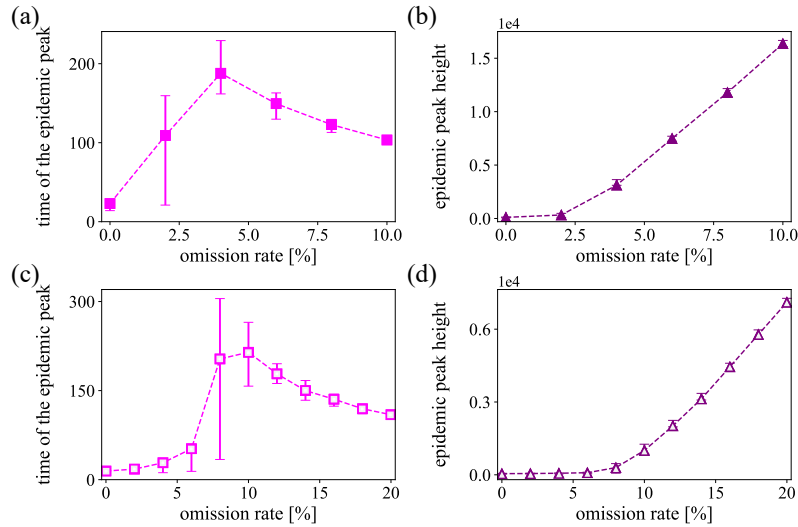 (a)
time of the epidemic peak
200
100
0
0.0 2.5 5.0 7.5 10.0
omission rate [%]
(b)
1e4
epidemic peak height
1.5
1.0
0.5
0.0
0.0 2.5 5.0 7.5 10.0
omission rate [%]
(c)
time of the epidemic peak
300
150
0
0 5 10 15 20
omission rate [%]
(d)
1e4
epidemic peak height
0.6
0.3
0.0
0 5 10 15 20
omission rate [%]